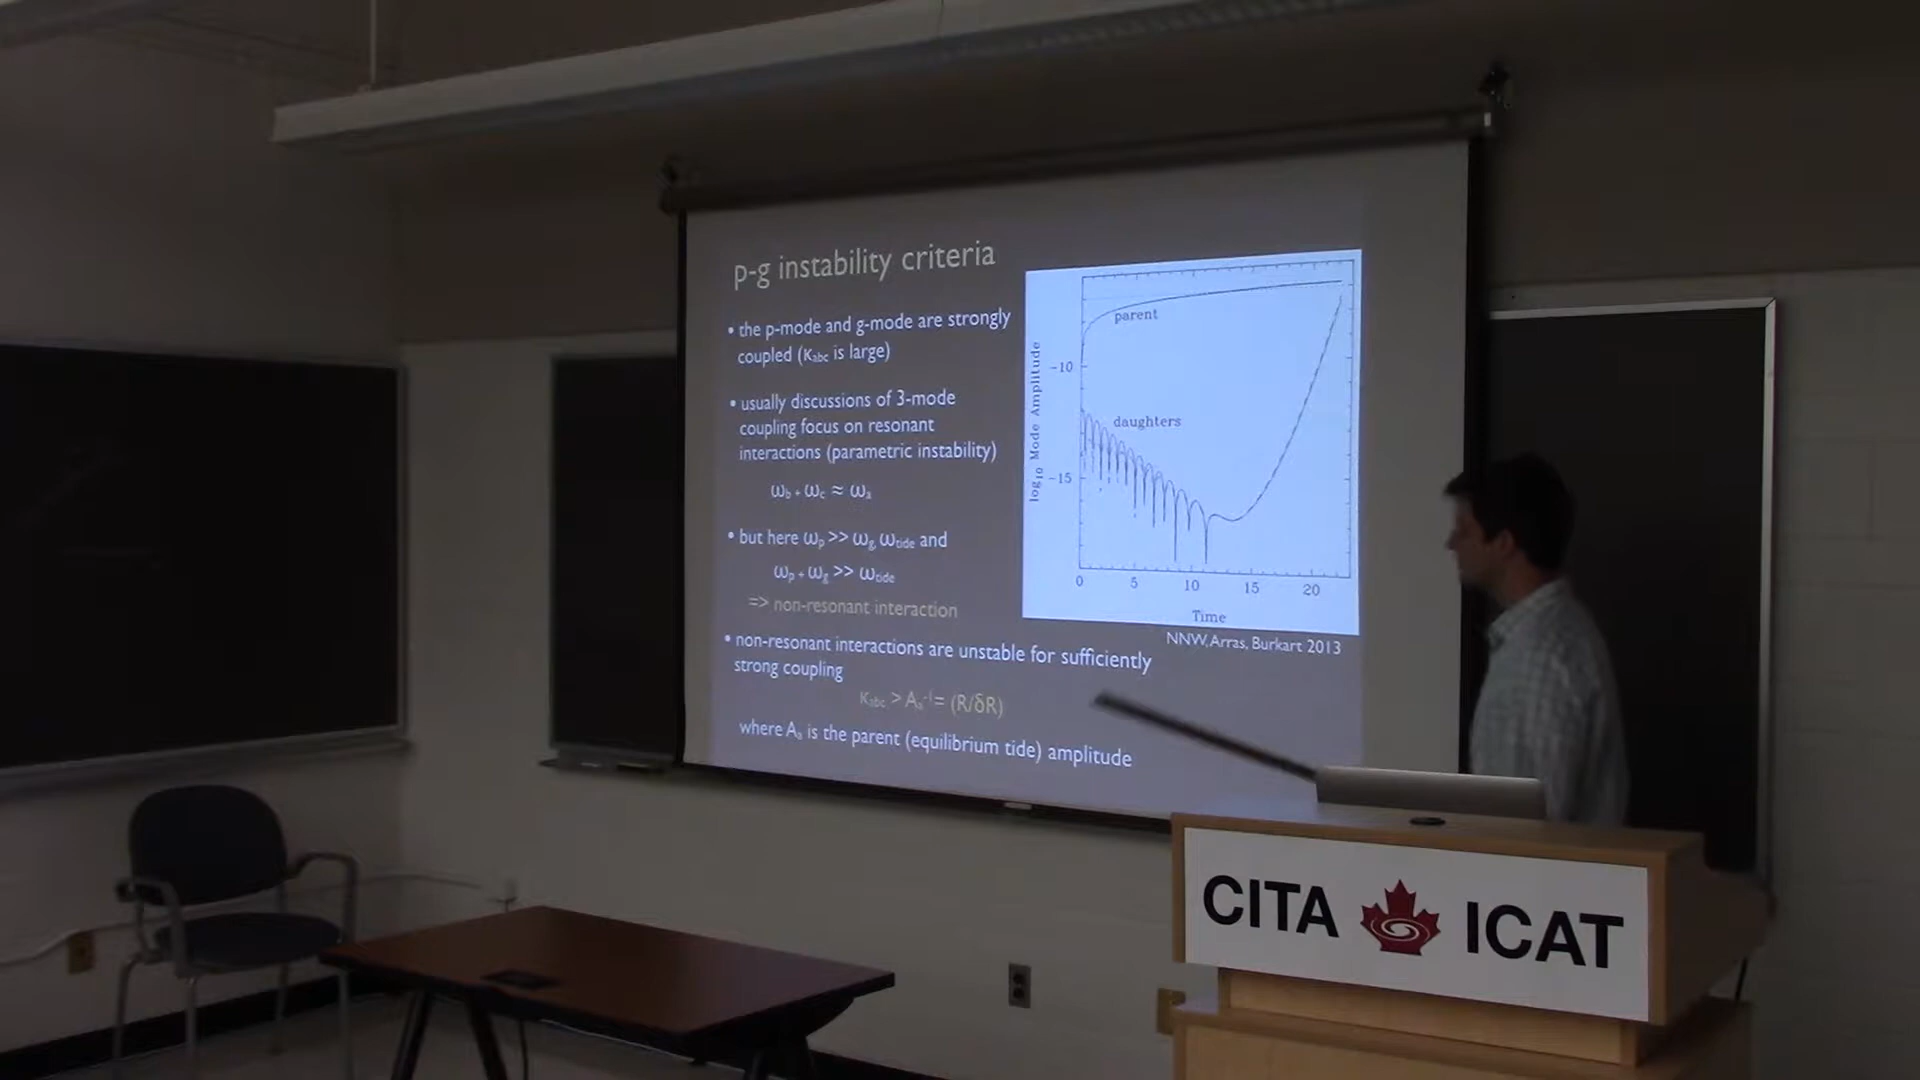 p-g instability criteria
• the p-mode and g-mode are strongly
coupled (κabc is large)
• usually discussions of 3-mode
coupling focus on resonant
interactions (parametric instability)
ωb + ωc ≈ ωa
• but here ωp >> ωg, ωtide and
ωp + ωg >> ωtide
=> non-resonant interaction
• non-resonant interactions are unstable for sufficiently
strong coupling
κabc > Aa⁻¹= (R/δR)
where Aa is the parent (equilibrium tide) amplitude
parent
daughters
log10 Mode Amplitude
-10
-15
0 5 10 15 20
Time
NNW, Arras, Burkart 2013
CITA ICAT